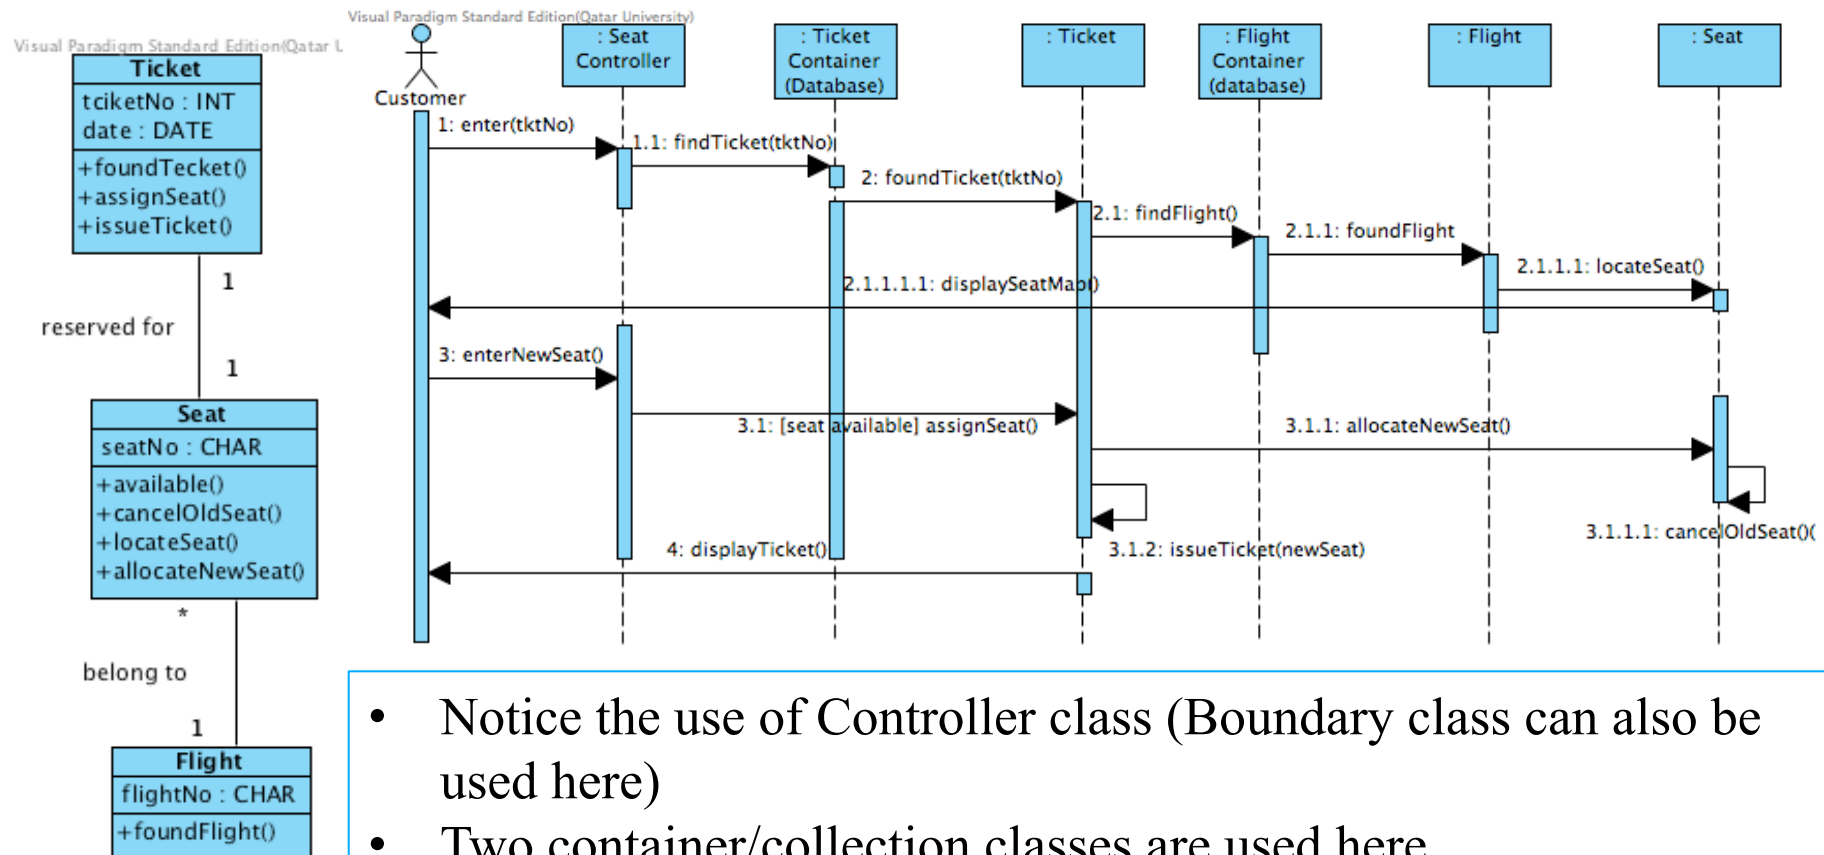 Visual Paradigm Standard Edition(Qatar U
Ticket
tciketNo : INT
date : DATE
+foundTecket()
+assignSeat()
+issueTicket()
1
reserved for
1
Seat
seatNo : CHAR
+available()
+cancelOldSeat()
+locateSeat()
+allocateNewSeat()
*
belong to
1
Flight
flightNo : CHAR
+foundFlight()
Visual Paradigm Standard Edition(Qatar University)
Customer
: Seat
Controller
: Ticket
Container
(Database)
: Ticket
: Flight
Container
(database)
: Flight
: Seat
1: enter(tktNo)
1.1: findTicket(tktNo)
2: foundTicket(tktNo)
2.1: findFlight()
2.1.1: foundFlight
2.1.1.1: locateSeat()
2.1.1.1.1: displaySeatMap()
3: enterNewSeat()
3.1: [seat available] assignSeat()
3.1.1: allocateNewSeat()
3.1.1.1: cancelOldSeat()(
3.1.2: issueTicket(newSeat)
4: displayTicket()
• Notice the use of Controller class (Boundary class can also be
used here)
• Two container/collection classes are used here